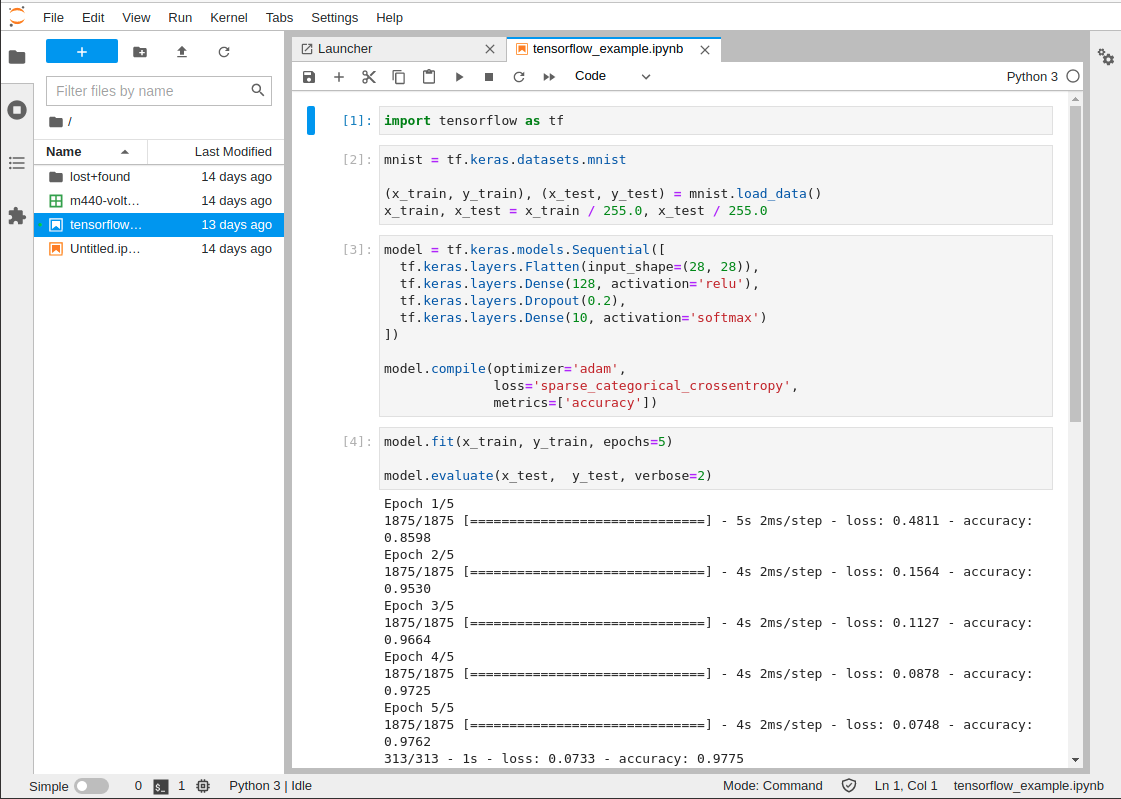 File Edit View Run Kernel Tabs Settings Help
+
Filter files by name
/
Name Last Modified
lost+found 14 days ago
m440-volt… 14 days ago
tensorflow… 13 days ago
Untitled.ip… 14 days ago
Launcher
tensorflow_example.ipynb
Code
Python 3
[1]: import tensorflow as tf
[2]: mnist = tf.keras.datasets.mnist
(x_train, y_train), (x_test, y_test) = mnist.load_data()
x_train, x_test = x_train / 255.0, x_test / 255.0
[3]: model = tf.keras.models.Sequential([
  tf.keras.layers.Flatten(input_shape=(28, 28)),
  tf.keras.layers.Dense(128, activation='relu'),
  tf.keras.layers.Dropout(0.2),
  tf.keras.layers.Dense(10, activation='softmax')
])
model.compile(optimizer='adam',
              loss='sparse_categorical_crossentropy',
              metrics=['accuracy'])
[4]: model.fit(x_train, y_train, epochs=5)
model.evaluate(x_test,  y_test, verbose=2)
Epoch 1/5
1875/1875 [==============================] - 5s 2ms/step - loss: 0.4811 - accuracy:
0.8598
Epoch 2/5
1875/1875 [==============================] - 4s 2ms/step - loss: 0.1564 - accuracy:
0.9530
Epoch 3/5
1875/1875 [==============================] - 4s 2ms/step - loss: 0.1127 - accuracy:
0.9664
Epoch 4/5
1875/1875 [==============================] - 4s 2ms/step - loss: 0.0878 - accuracy:
0.9725
Epoch 5/5
1875/1875 [==============================] - 4s 2ms/step - loss: 0.0748 - accuracy:
0.9762
313/313 - 1s - loss: 0.0733 - accuracy: 0.9775
Simple 0 $_ 1 Python 3 | Idle Mode: Command Ln 1, Col 1 tensorflow_example.ipynb